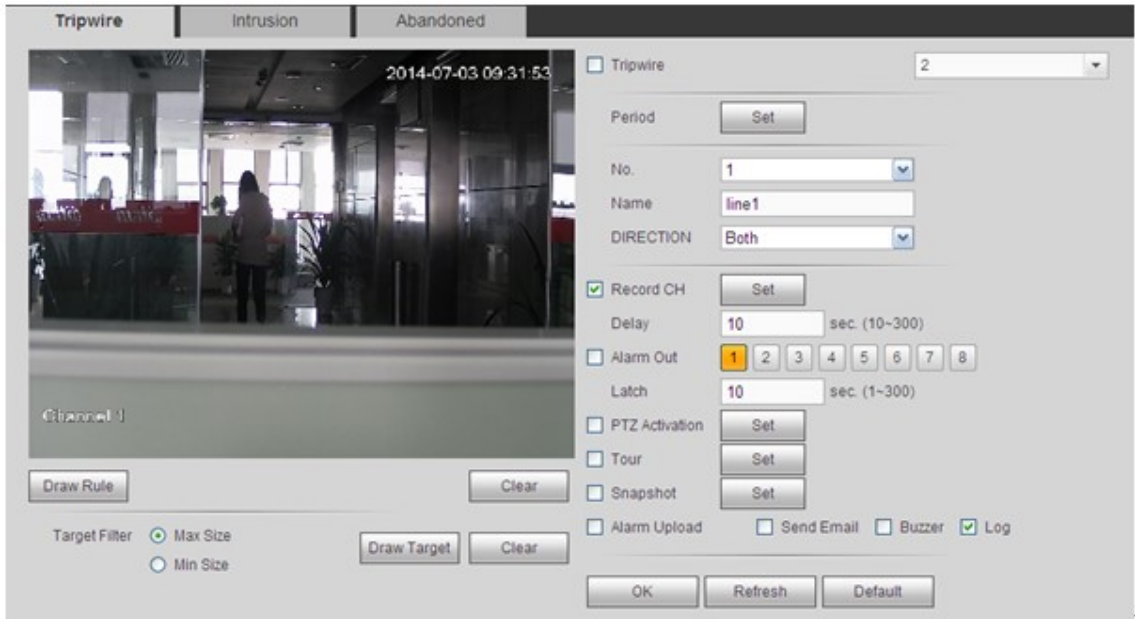 Tripwire Intrusion Abandoned
2014-07-03 09:31:53
Channel 1
Draw Rule Clear
Target Filter Max Size
Min Size
Draw Target Clear
Tripwire 2
Period Set
No. 1
Name line1
DIRECTION Both
Record CH Set
Delay 10 sec. (10~300)
Alarm Out 1 2 3 4 5 6 7 8
Latch 10 sec. (1~300)
PTZ Activation Set
Tour Set
Snapshot Set
Alarm Upload Send Email Buzzer Log
OK Refresh Default